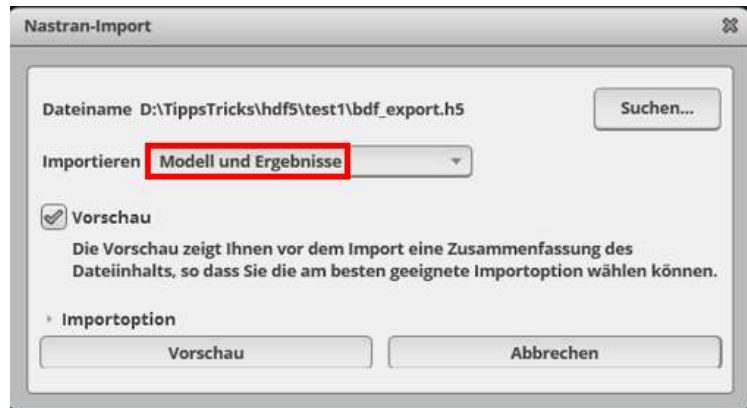 Nastran-Import
Dateiname D:\TippsTricks\hdf5\test1\bdf_export.h5 Suchen...
Importieren Modell und Ergebnisse
Vorschau
Die Vorschau zeigt Ihnen vor dem Import eine Zusammenfassung des
Dateiinhalts, so dass Sie die am besten geeignete Importoption wählen können.
Importoption
Vorschau Abbrechen